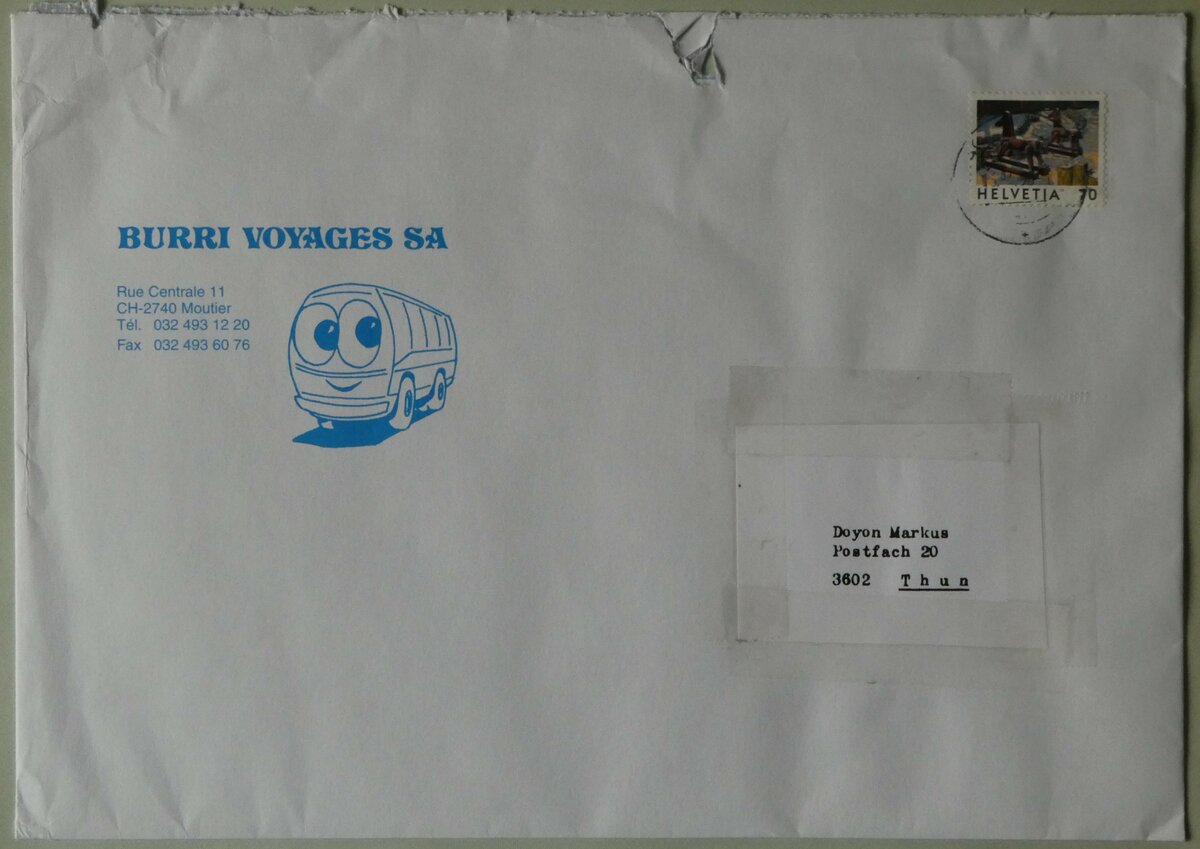 BURRI VOYAGES SA
Rue Centrale 11
CH-2740 Moutier
Tél. 032 493 12 20
Fax 032 493 60 76
HELVETIA 70
Doyon Markus
Postfach 20
3602 Thun